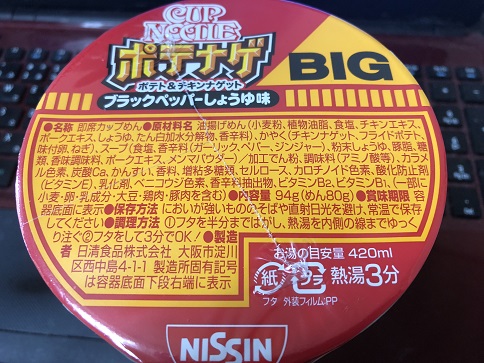 CUP
NOODLE
ポテナゲ
BIG
ポテト&チキンナゲット
ブラックペッパーしょうゆ味
●名称 即席カップめん●原材料名 油揚げめん(小麦粉、植物油脂、食塩、チキンエキス、
ポークエキス、しょうゆ、たん白加水分解物、香辛料)、かやく(チキンナゲット、フライドポテト、
味付卵、ねぎ)、スープ(食塩、香辛料(ガーリック、ペパー、ジンジャー)、粉末しょうゆ、豚脂、糖
類、香味調味料、ポークエキス、メンマパウダー)/加工でん粉、調味料(アミノ酸等)、カラメ
ル色素、炭酸Ca、かんすい、香料、増粘多糖類、セルロース、カロチノイド色素、酸化防止剤
(ビタミンE)、乳化剤、ベニコウジ色素、香辛料抽出物、ビタミンB2、ビタミンB1、(一部に
小麦・卵・乳成分・大豆・鶏肉・豚肉を含む)●内容量 94g(めん80g)●賞味期限 容
器底面に表示●保存方法 においが強いもののそばや直射日光を避け、常温で保存
してください●調理方法 ①フタを半分まではがし、熱湯を内側の線までゆっく
り注ぐ②フタをして3分でOK!●製造
者 日清食品株式会社 大阪市淀川
区西中島4-1-1 製造所固有記号
は容器底面下段右端に表示
お湯の目安量 420ml
紙 プラ 熱湯3分
フタ 外装フィルム:PP
NISSIN